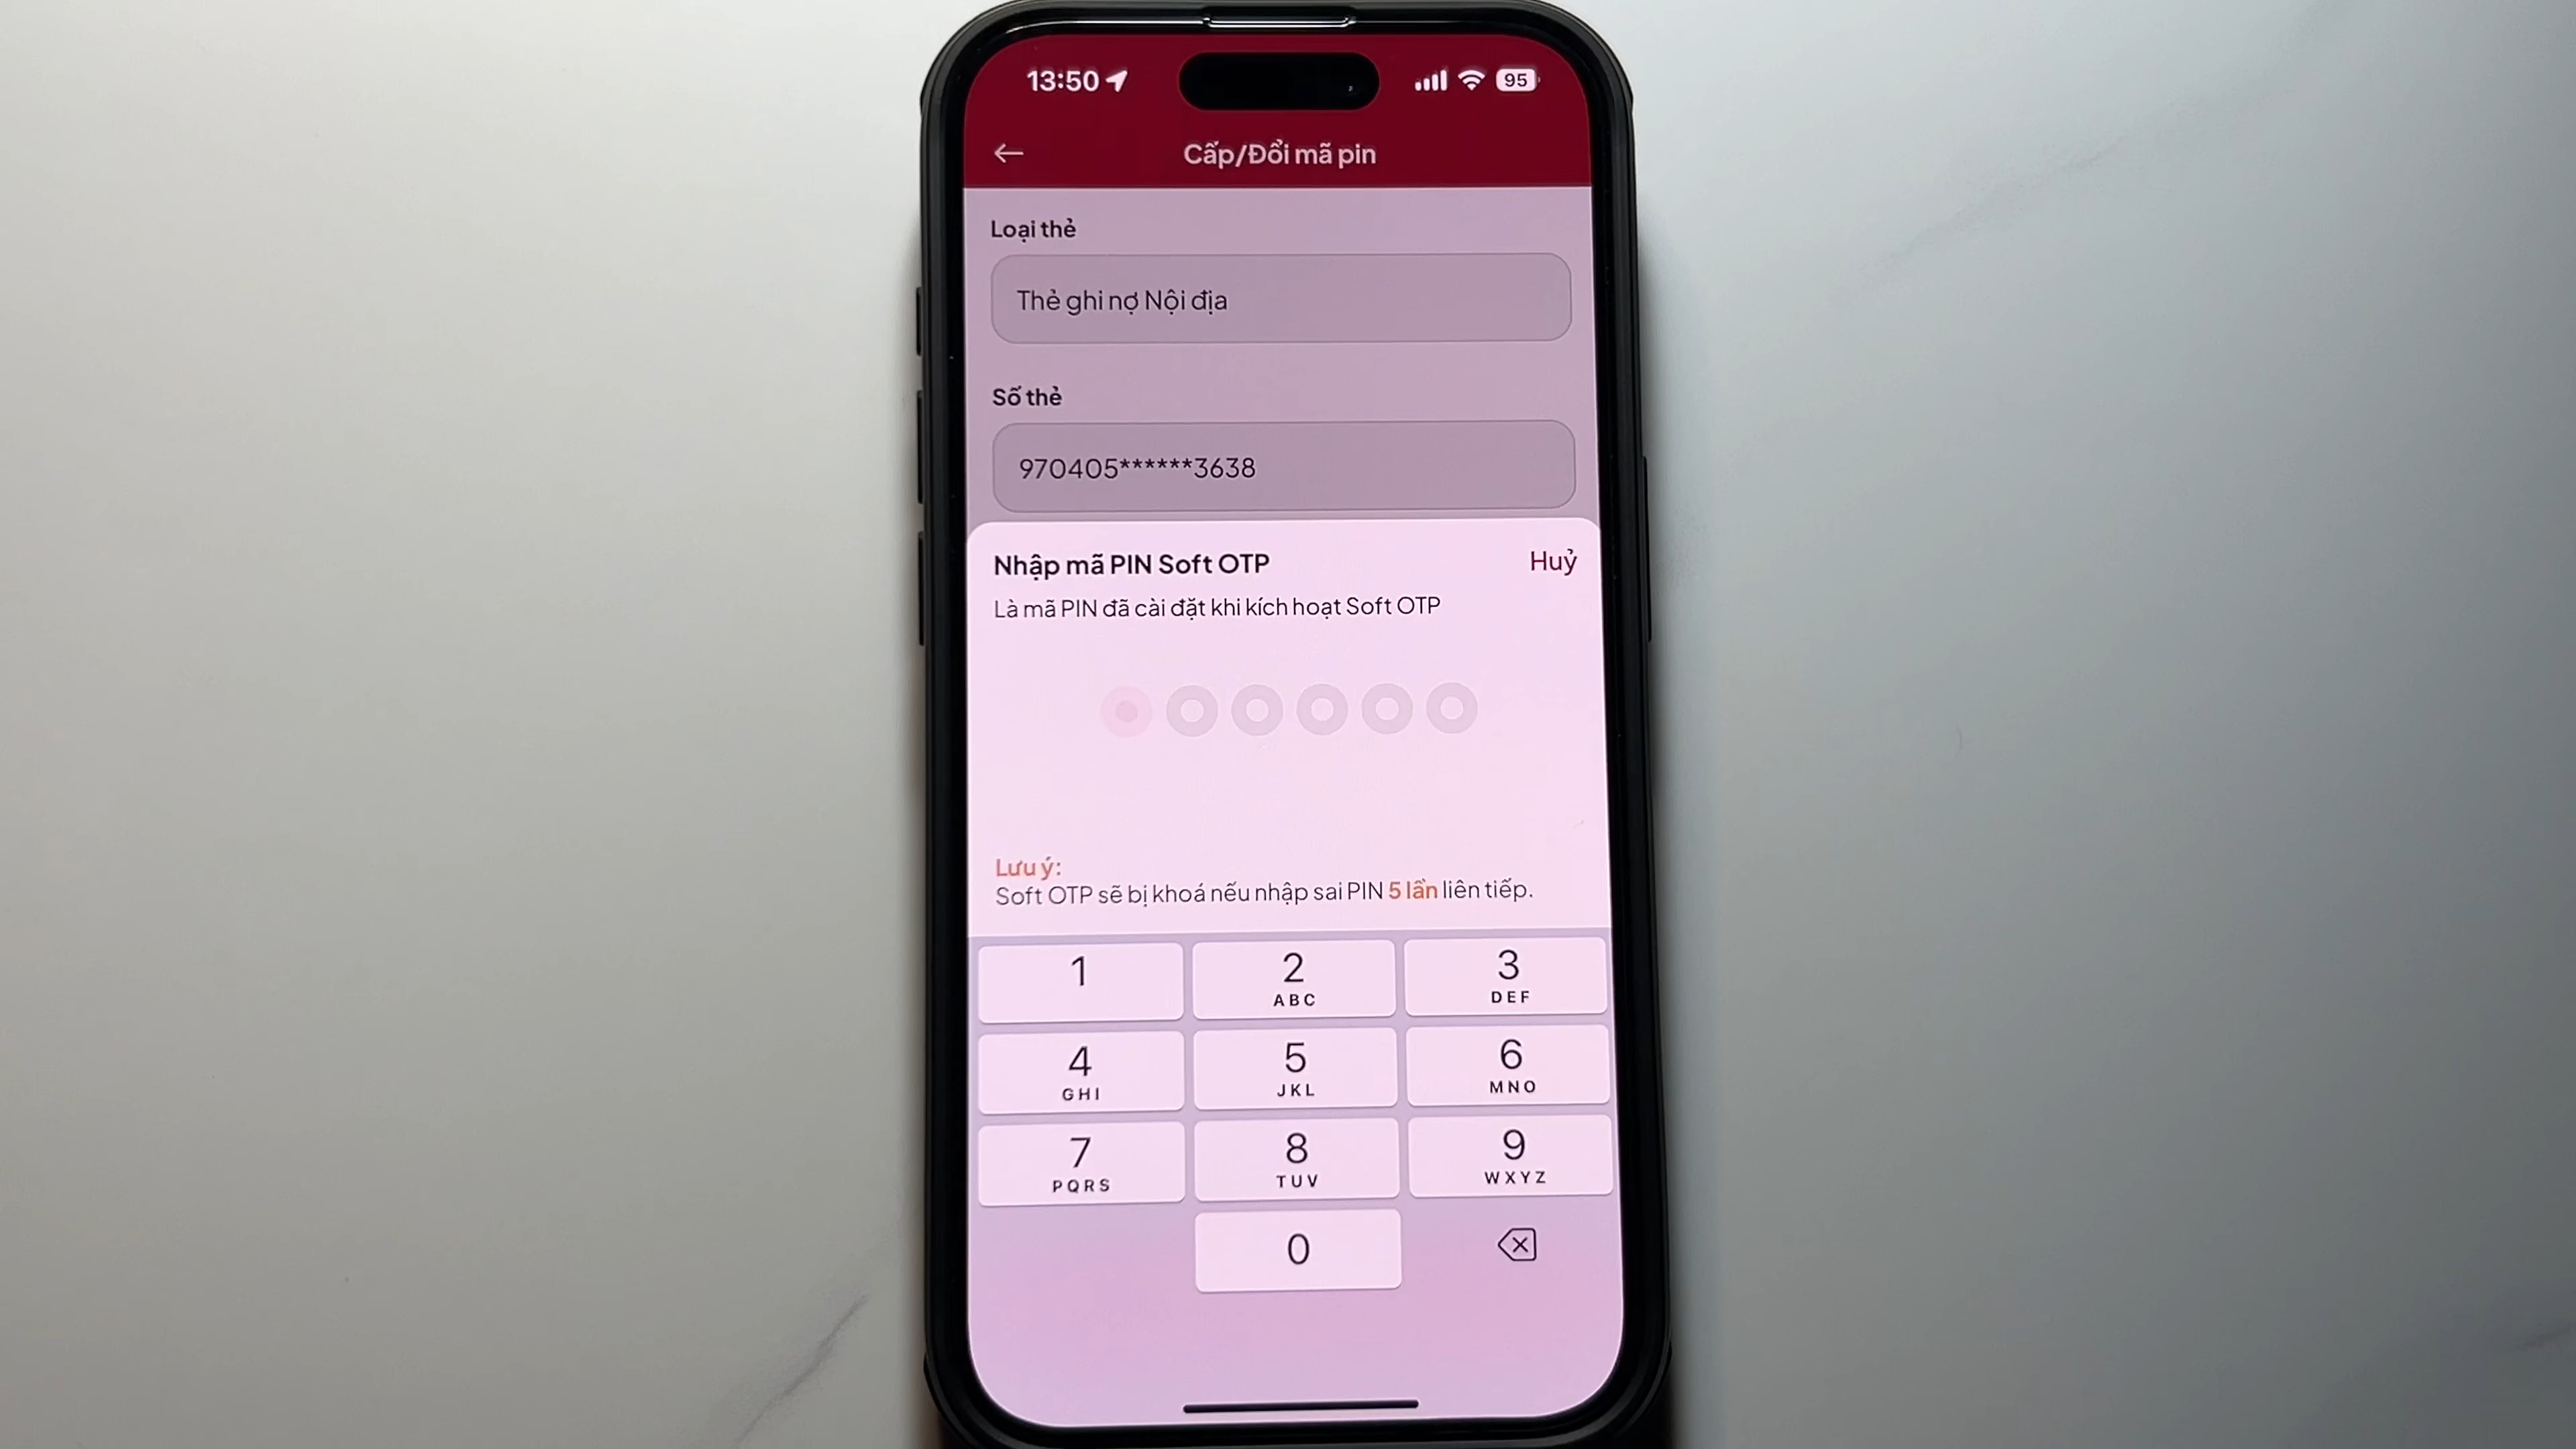 13:50
95
Cấp/Đổi mã pin
Loại thẻ
Thẻ ghi nợ Nội địa
Số thẻ
970405******3638
Nhập mã PIN Soft OTP
Huỷ
Là mã PIN đã cài đặt khi kích hoạt Soft OTP
Lưu ý:
Soft OTP sẽ bị khoá nếu nhập sai PIN 5 lần liên tiếp.
1
2
3
ABC
DEF
4
5
6
GHI
JKL
MNO
7
8
9
PQRS
TUV
WXYZ
0